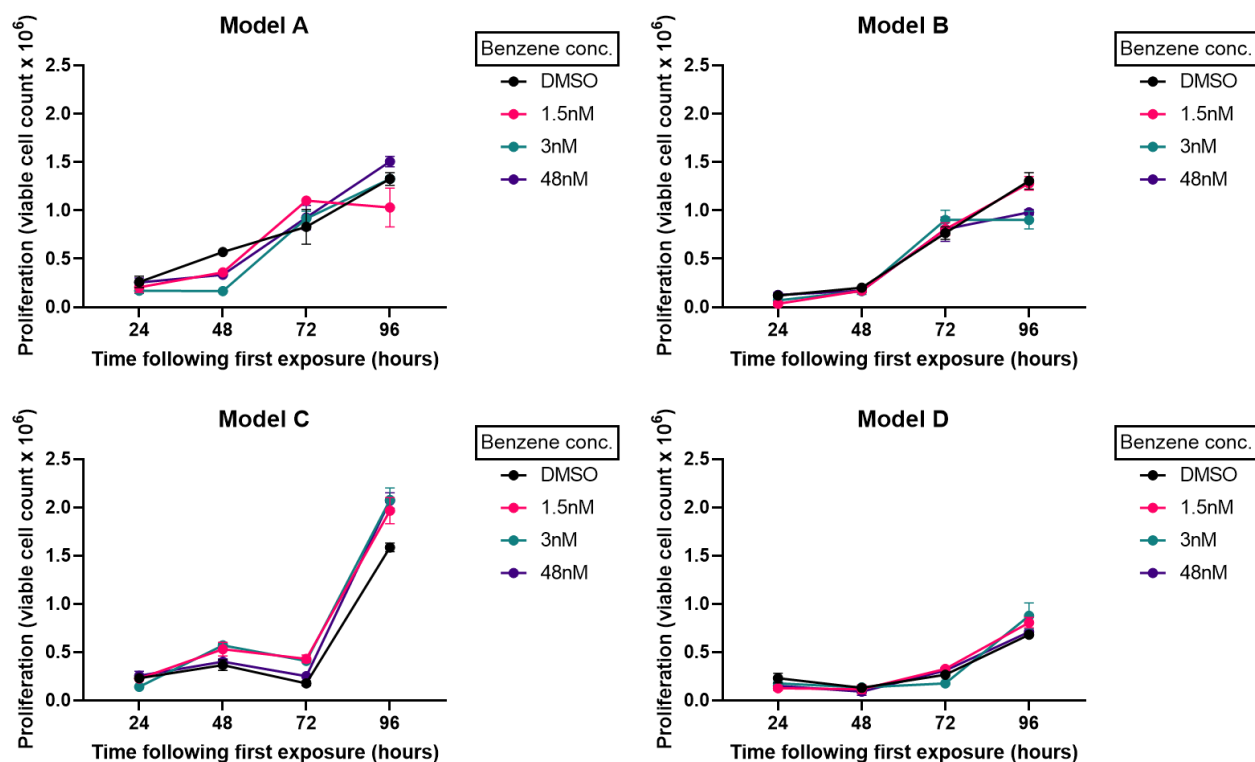 Model A
Benzene conc.
DMSO
1.5nM
3nM
48nM
Proliferation (viable cell count x 10⁶)
2.5
2.0
1.5
1.0
0.5
0.0
24 48 72 96
Time following first exposure (hours)
Model B
Benzene conc.
DMSO
1.5nM
3nM
48nM
Proliferation (viable cell count x 10⁶)
2.5
2.0
1.5
1.0
0.5
0.0
24 48 72 96
Time following first exposure (hours)
Model C
Benzene conc.
DMSO
1.5nM
3nM
48nM
Proliferation (viable cell count x 10⁶)
2.5
2.0
1.5
1.0
0.5
0.0
24 48 72 96
Time following first exposure (hours)
Model D
Benzene conc.
DMSO
1.5nM
3nM
48nM
Proliferation (viable cell count x 10⁶)
2.5
2.0
1.5
1.0
0.5
0.0
24 48 72 96
Time following first exposure (hours)